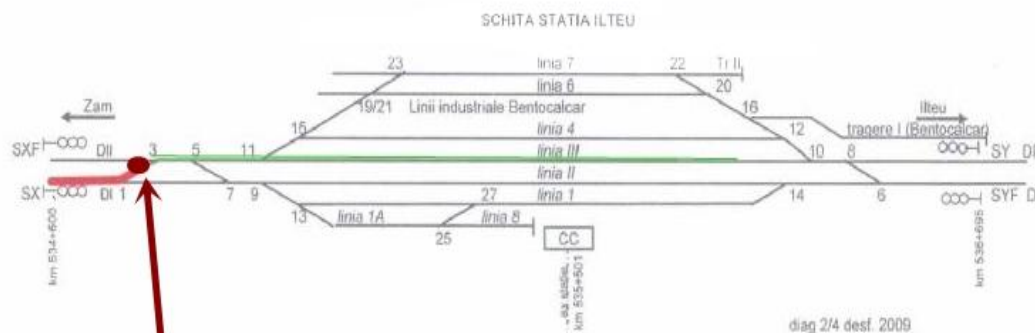 SCHITA STATIA ILTEU
23 linia 7 22 Tr II
linia 6 20
Zam 19/21 Linii industriale Bentocalcar 16 Ilteu
15 linia 4 12 tragere I (Bentocalcar)
SXF DII 3 5 11 linia III 10 8 SY
linia II
SX DI 1 7 9 27 linia 1 14 6 SYF
13 linia 1A linia 8
25 CC
km 534+606
km 535+501
km 536+695
diag 2/4 desf. 2009